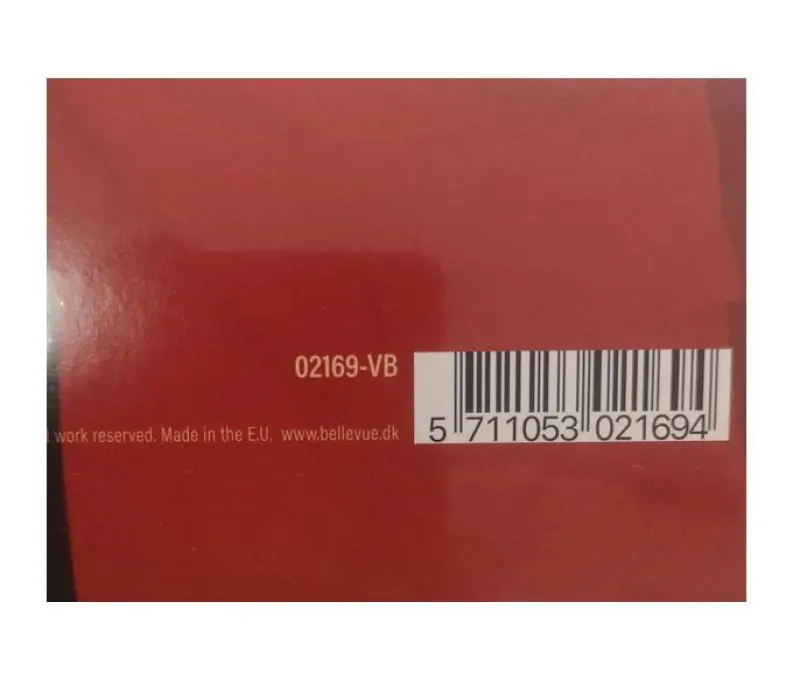 02169-VB
work reserved. Made in the E.U. www.bellevue.dk
5 711053 021694